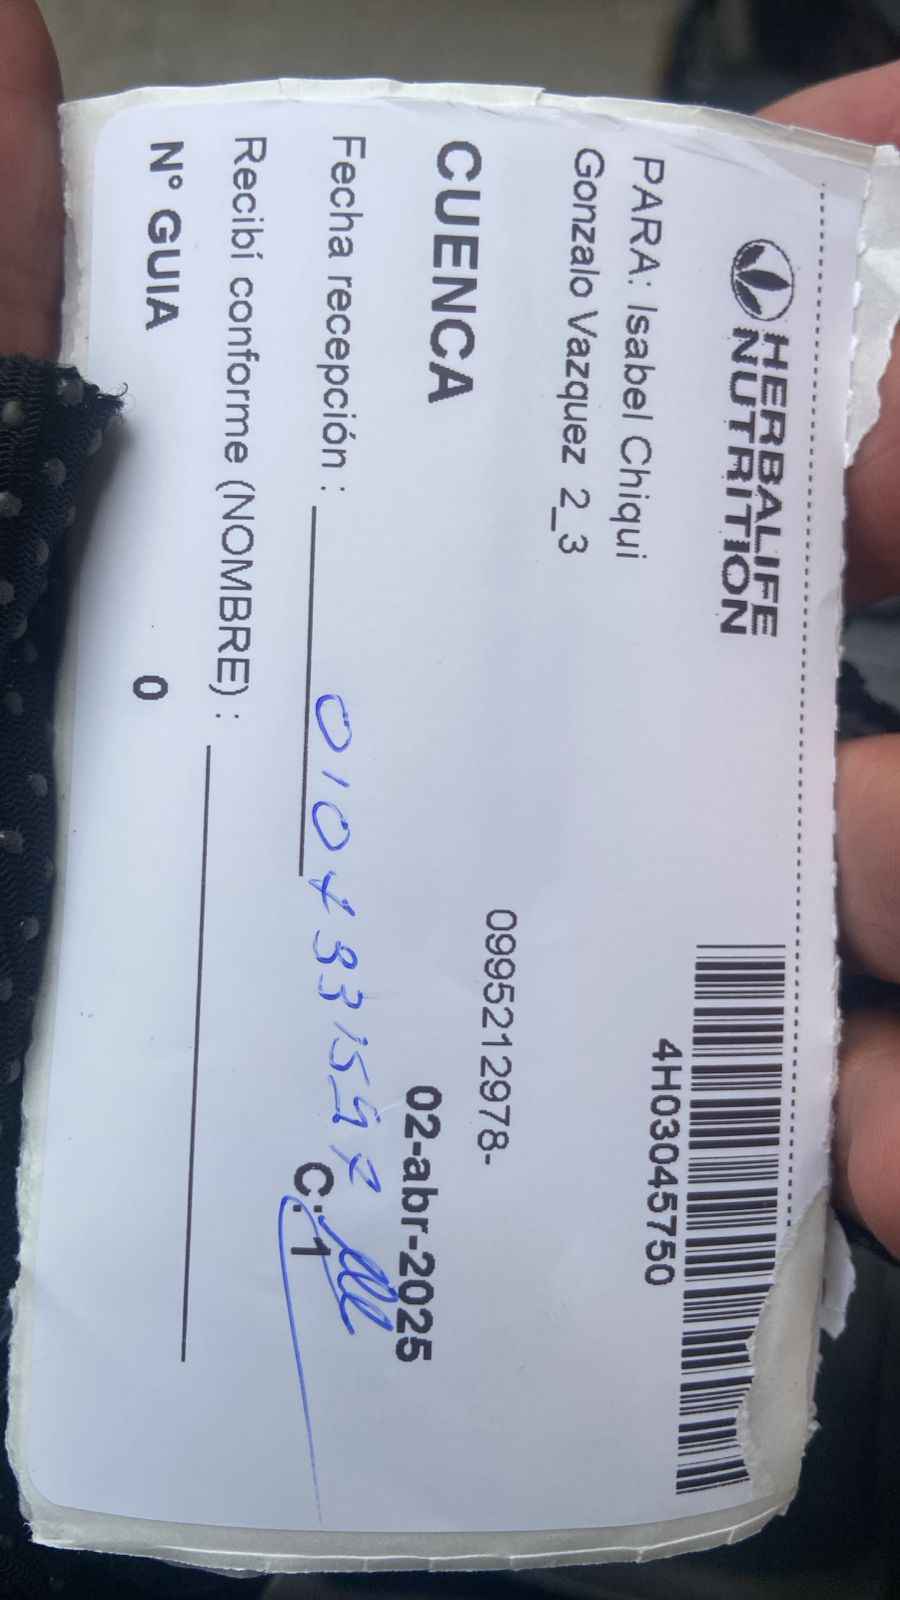 HERBALIFE
NUTRITION
4H03045750
PARA: Isabel Chiqui
Gonzalo Vazquez 2_3
0995212978-
CUENCA
02-abr-2025
Fecha recepción :
C.:1
Recibí conforme (NOMBRE) :
N° GUIA 0